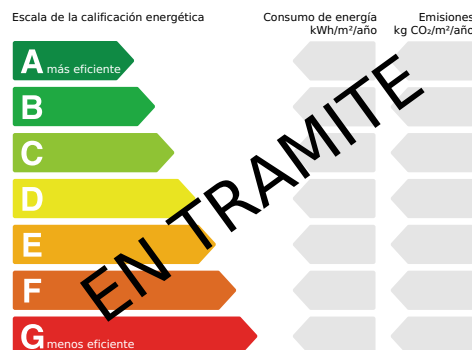 Escala de la calificación energética
Consumo de energía
kWh/m²/año
Emisiones
kg CO₂/m²/año
A más eficiente
B
C
D
E
F
G menos eficiente
EN TRAMITE